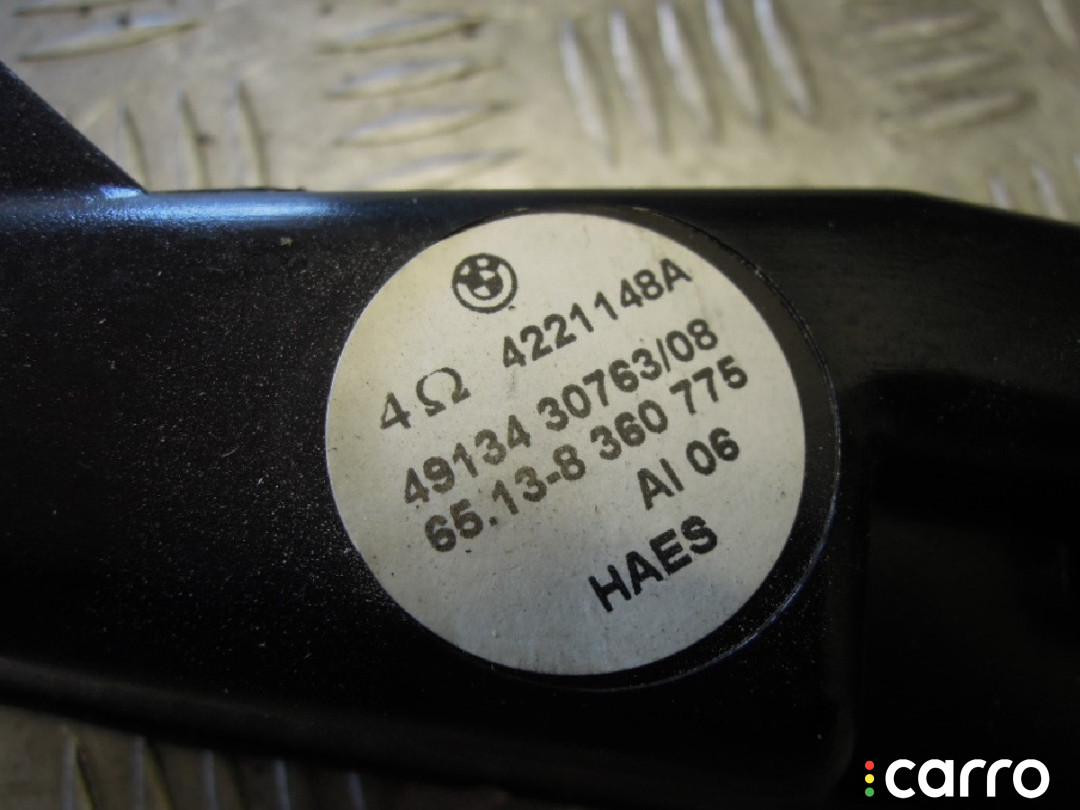 4221148A
4Ω
49134 30763/08
65.13-8 360 775
AI 06
HAES
carro